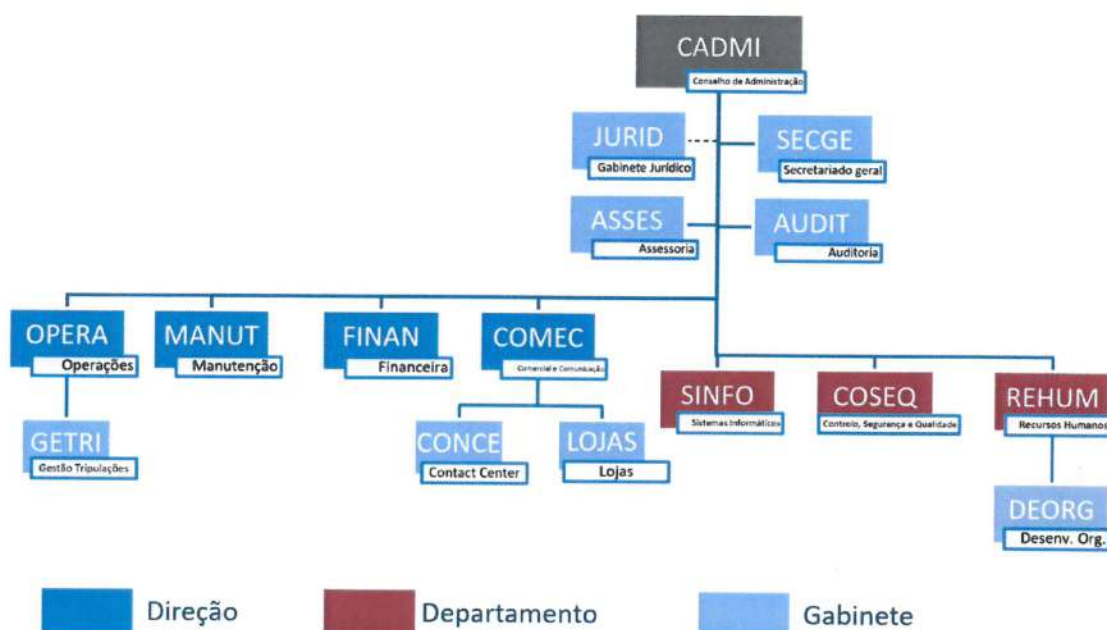 CADMI
Conselho de Administração
JURID
Gabinete Jurídico
SECGE
Secretariado geral
ASSES
Assessoria
AUDIT
Auditoria
OPERA
Operações
MANUT
Manutenção
FINAN
Financeira
COMEC
Comercial e Comunicação
SINFO
Sistemas Informáticos
COSEQ
Controlo, Segurança e Qualidade
REHUM
Recursos Humanos
GETRI
Gestão Tripulações
CONCE
Contact Center
LOJAS
Lojas
DEORG
Desenv. Org.
Direção
Departamento
Gabinete